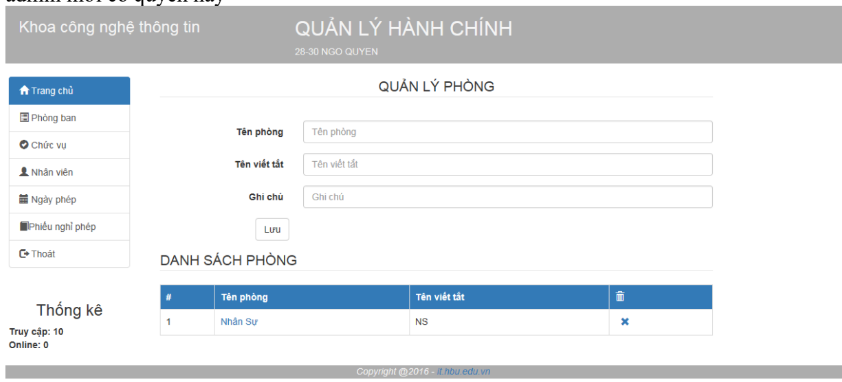 admin mới có quyền này
Khoa công nghệ thông tin
QUẢN LÝ HÀNH CHÍNH
28-30 NGO QUYEN
Trang chủ
Phòng ban
Chức vụ
Nhân viên
Ngày phép
Phiếu nghỉ phép
Thoát
Thống kê
Truy cập: 10
Online: 0
QUẢN LÝ PHÒNG
Tên phòng Tên phòng
Tên viết tắt Tên viết tắt
Ghi chú Ghi chú
Lưu
DANH SÁCH PHÒNG
# Tên phòng Tên viết tắt
1 Nhân Sự NS
Copyright @2016 - it.hbu.edu.vn